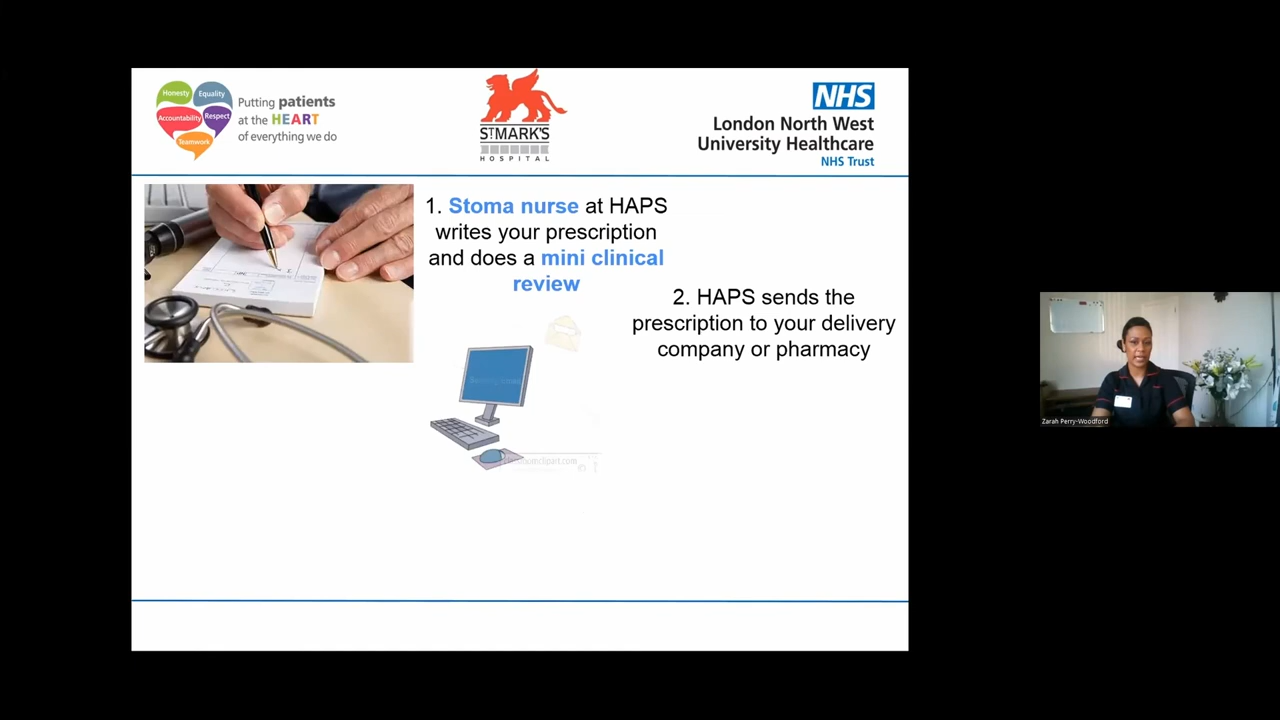 Honesty
Equality
Accountability
Respect
Teamwork
Putting patients
at the HEART
of everything we do
ST MARK'S
HOSPITAL
NHS
London North West
University Healthcare
NHS Trust
1. Stoma nurse at HAPS
writes your prescription
and does a mini clinical
review
2. HAPS sends the
prescription to your delivery
company or pharmacy
Zarah Perry-Woodford